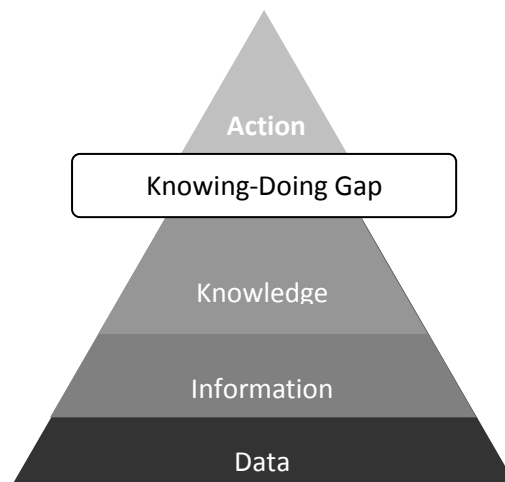 Action
Knowing-Doing Gap
Knowledge
Information
Data